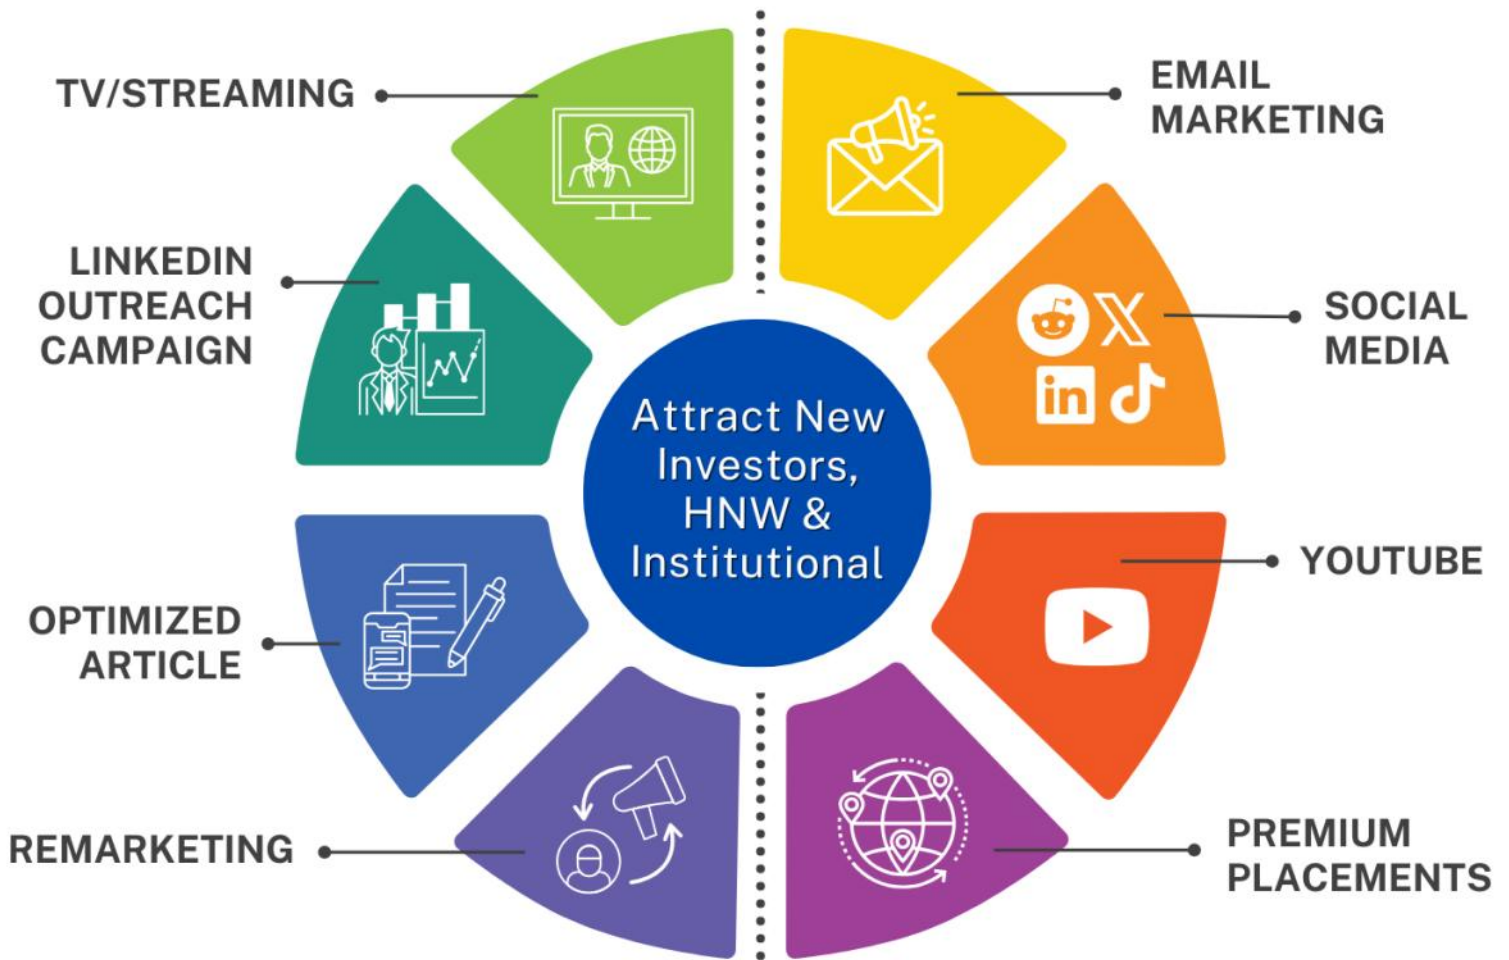 TV/STREAMING
EMAIL
MARKETING
LINKEDIN
OUTREACH
CAMPAIGN
SOCIAL
MEDIA
in
Attract New
Investors,
HNW &
Institutional
YOUTUBE
OPTIMIZED
ARTICLE
REMARKETING
PREMIUM
PLACEMENTS